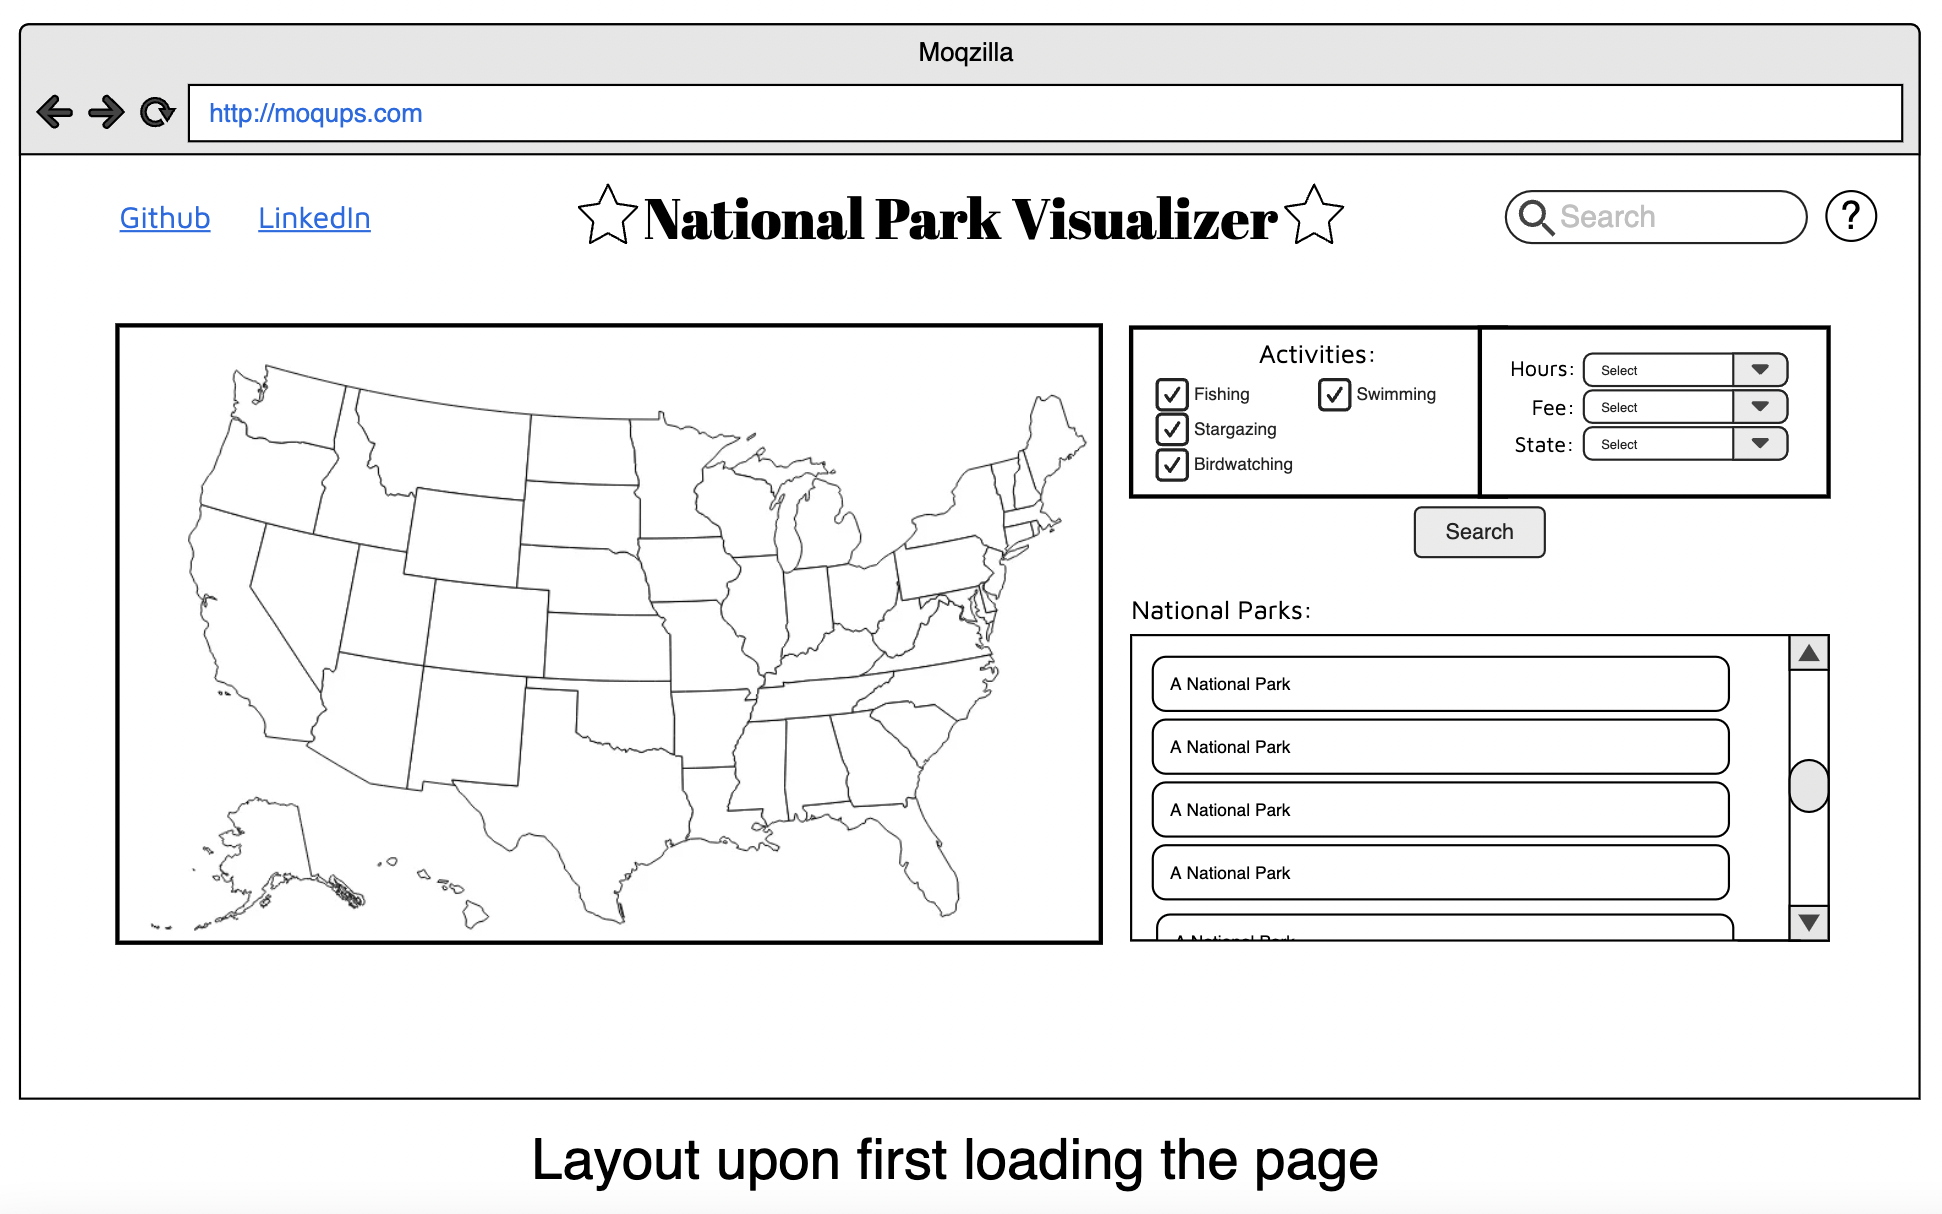 Moqzilla
http://moqups.com
Github LinkedIn National Park Visualizer Search ?
Activities:
Fishing Swimming
Stargazing
Birdwatching
Hours: Select
Fee: Select
State: Select
Search
National Parks:
A National Park
A National Park
A National Park
A National Park
A National Park
Layout upon first loading the page